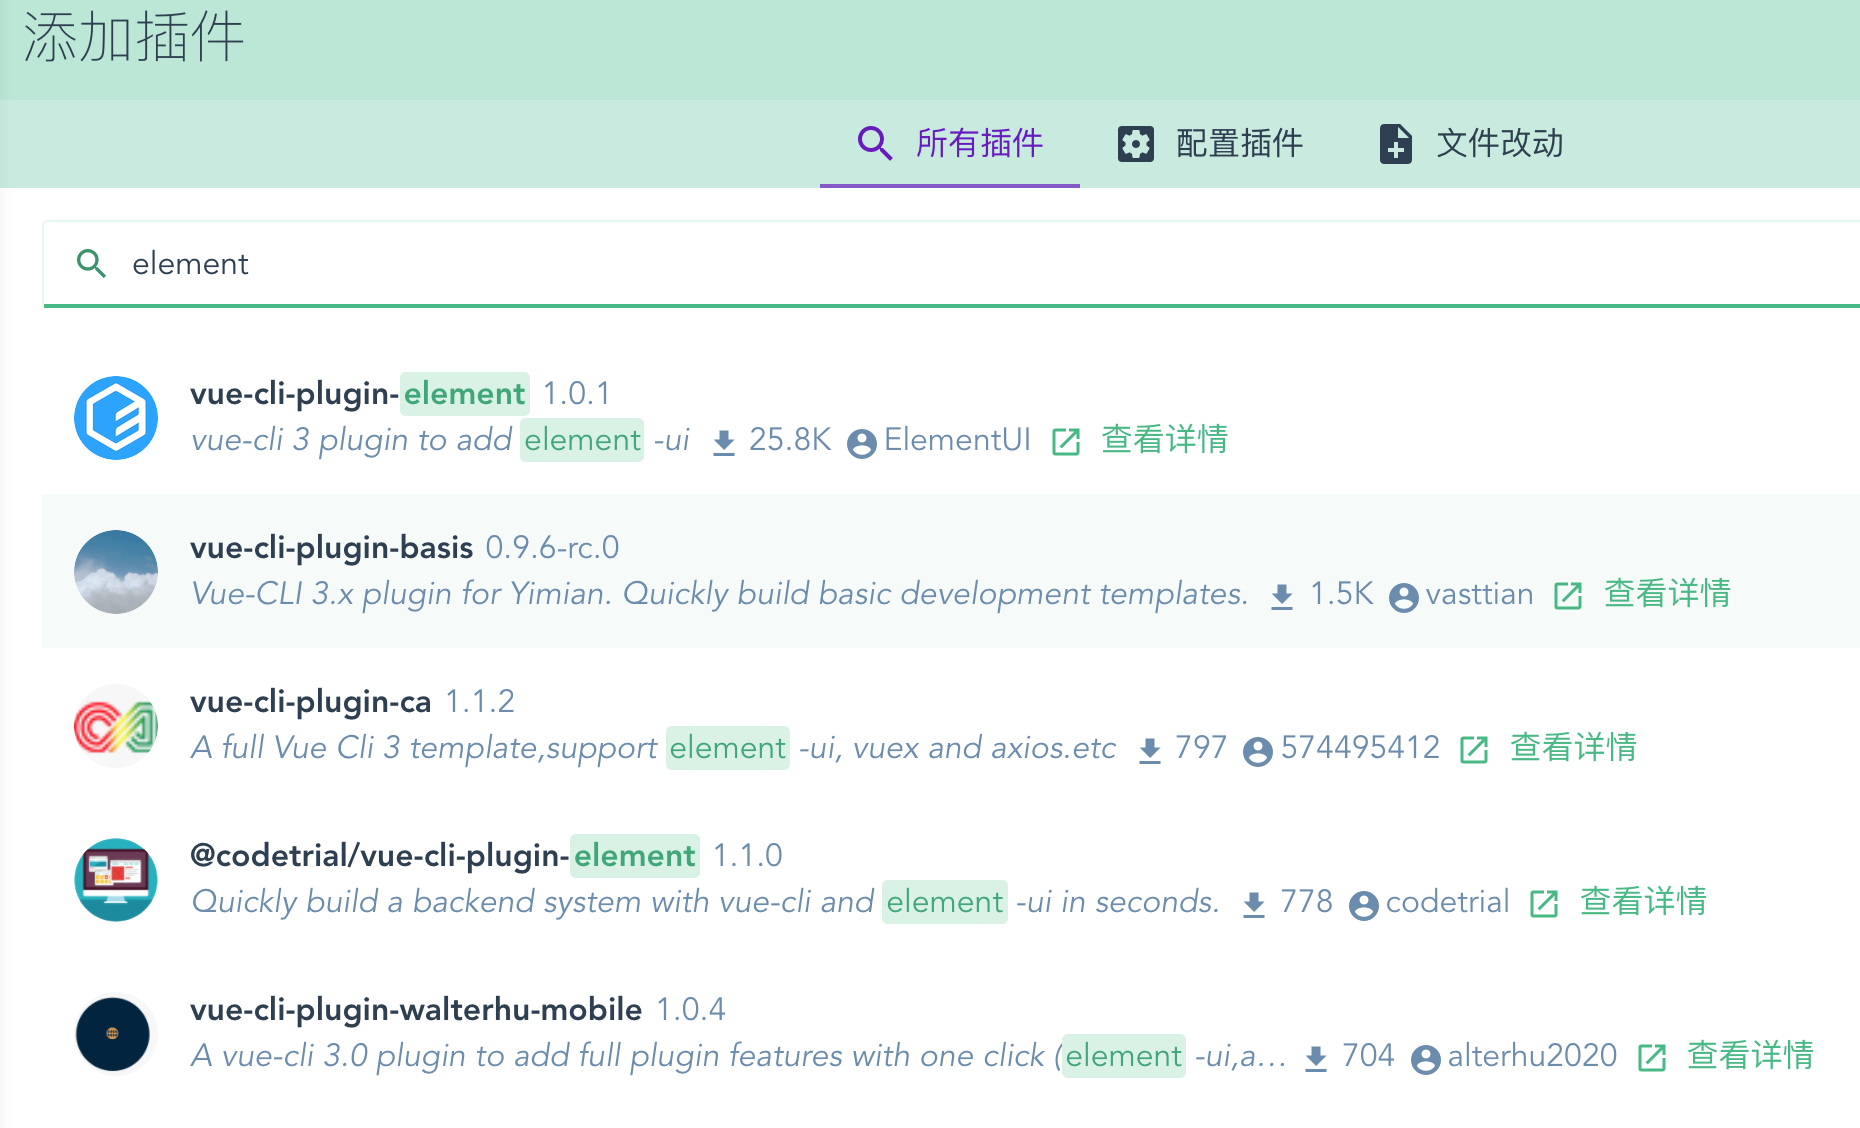 添加插件
所有插件 配置插件 文件改动
element
vue-cli-plugin-element 1.0.1
vue-cli 3 plugin to add element -ui 25.8K ElementUI 查看详情
vue-cli-plugin-basis 0.9.6-rc.0
Vue-CLI 3.x plugin for Yimian. Quickly build basic development templates. 1.5K vasttian 查看详情
vue-cli-plugin-ca 1.1.2
A full Vue Cli 3 template,support element -ui, vuex and axios.etc 797 574495412 查看详情
@codetrial/vue-cli-plugin-element 1.1.0
Quickly build a backend system with vue-cli and element -ui in seconds. 778 codetrial 查看详情
vue-cli-plugin-walterhu-mobile 1.0.4
A vue-cli 3.0 plugin to add full plugin features with one click (element -ui,a... 704 alterhu2020 查看详情